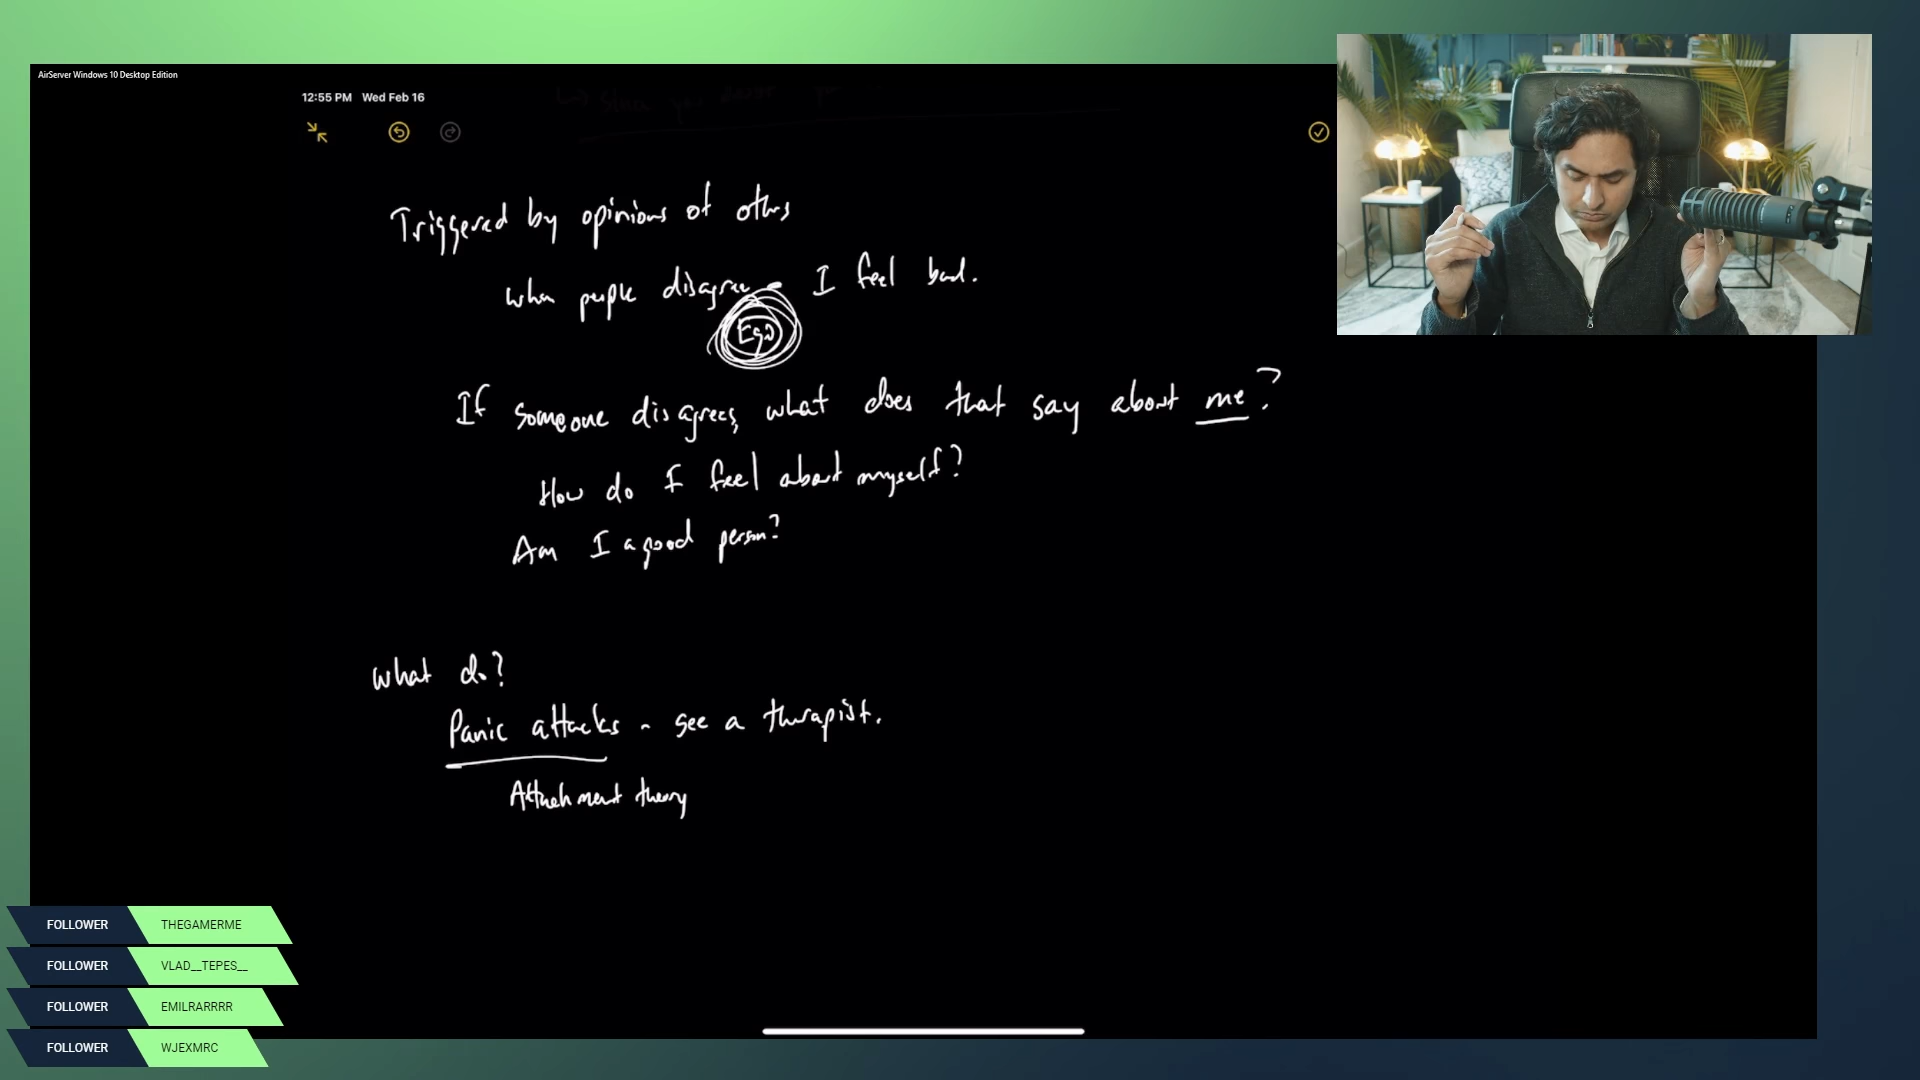 AirServer Windows 10 Desktop Edition
12:55 PM Wed Feb 16
Triggered by opinions of others
when people disagree - I feel bad.
Ego
If someone disagrees, what does that say about me?
How do I feel about myself?
Am I a good person?
What do?
Panic attacks - see a therapist.
Attachment theory
FOLLOWER THEGAMERME
FOLLOWER VLAD__TEPES__
FOLLOWER EMILRARRRR
FOLLOWER WJEXMRC